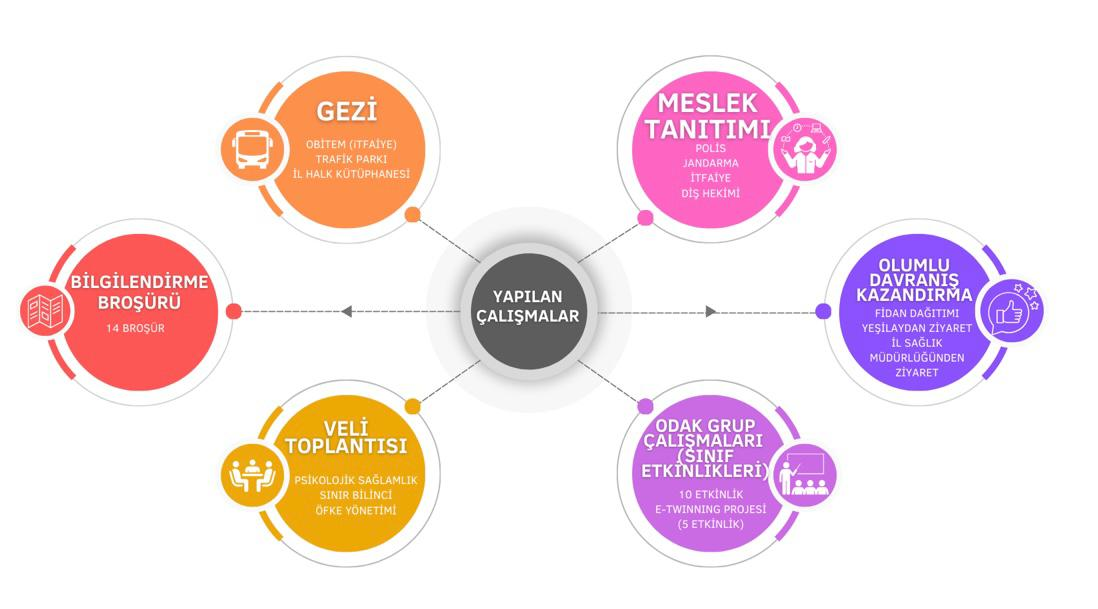 GEZİ
OBİTEM (iTFAİYE)
TRAFİK PARKI
İL HALK KÜTÜPHANESİ
MESLEK
TANITIMI
POLİS
JANDARMA
İTFAİYE
DİŞ HEKİMİ
BİLGİLENDİRME
BROŞÜRÜ
14 BROŞÜR
YAPILAN
ÇALIŞMALAR
OLUMLU
DAVRANIŞ
KAZANDIRMA
FİDAN DAĞITIMI
YEŞİLAYDAN ZİYARET
İL SAĞLIK
MÜDÜRLÜĞÜNDEN
ZİYARET
VELİ
TOPLANTISI
PSİKOLOJİK SAĞLAMLIK
SINIR BİLİNCİ
ÖFKE YÖNETİMİ
ODAK GRUP
ÇALIŞMALARI
(SINIF
ETKİNLİKLERİ)
10 ETKİNLİK
E-TWINNING PROJESİ
(5 ETKİNLİK)